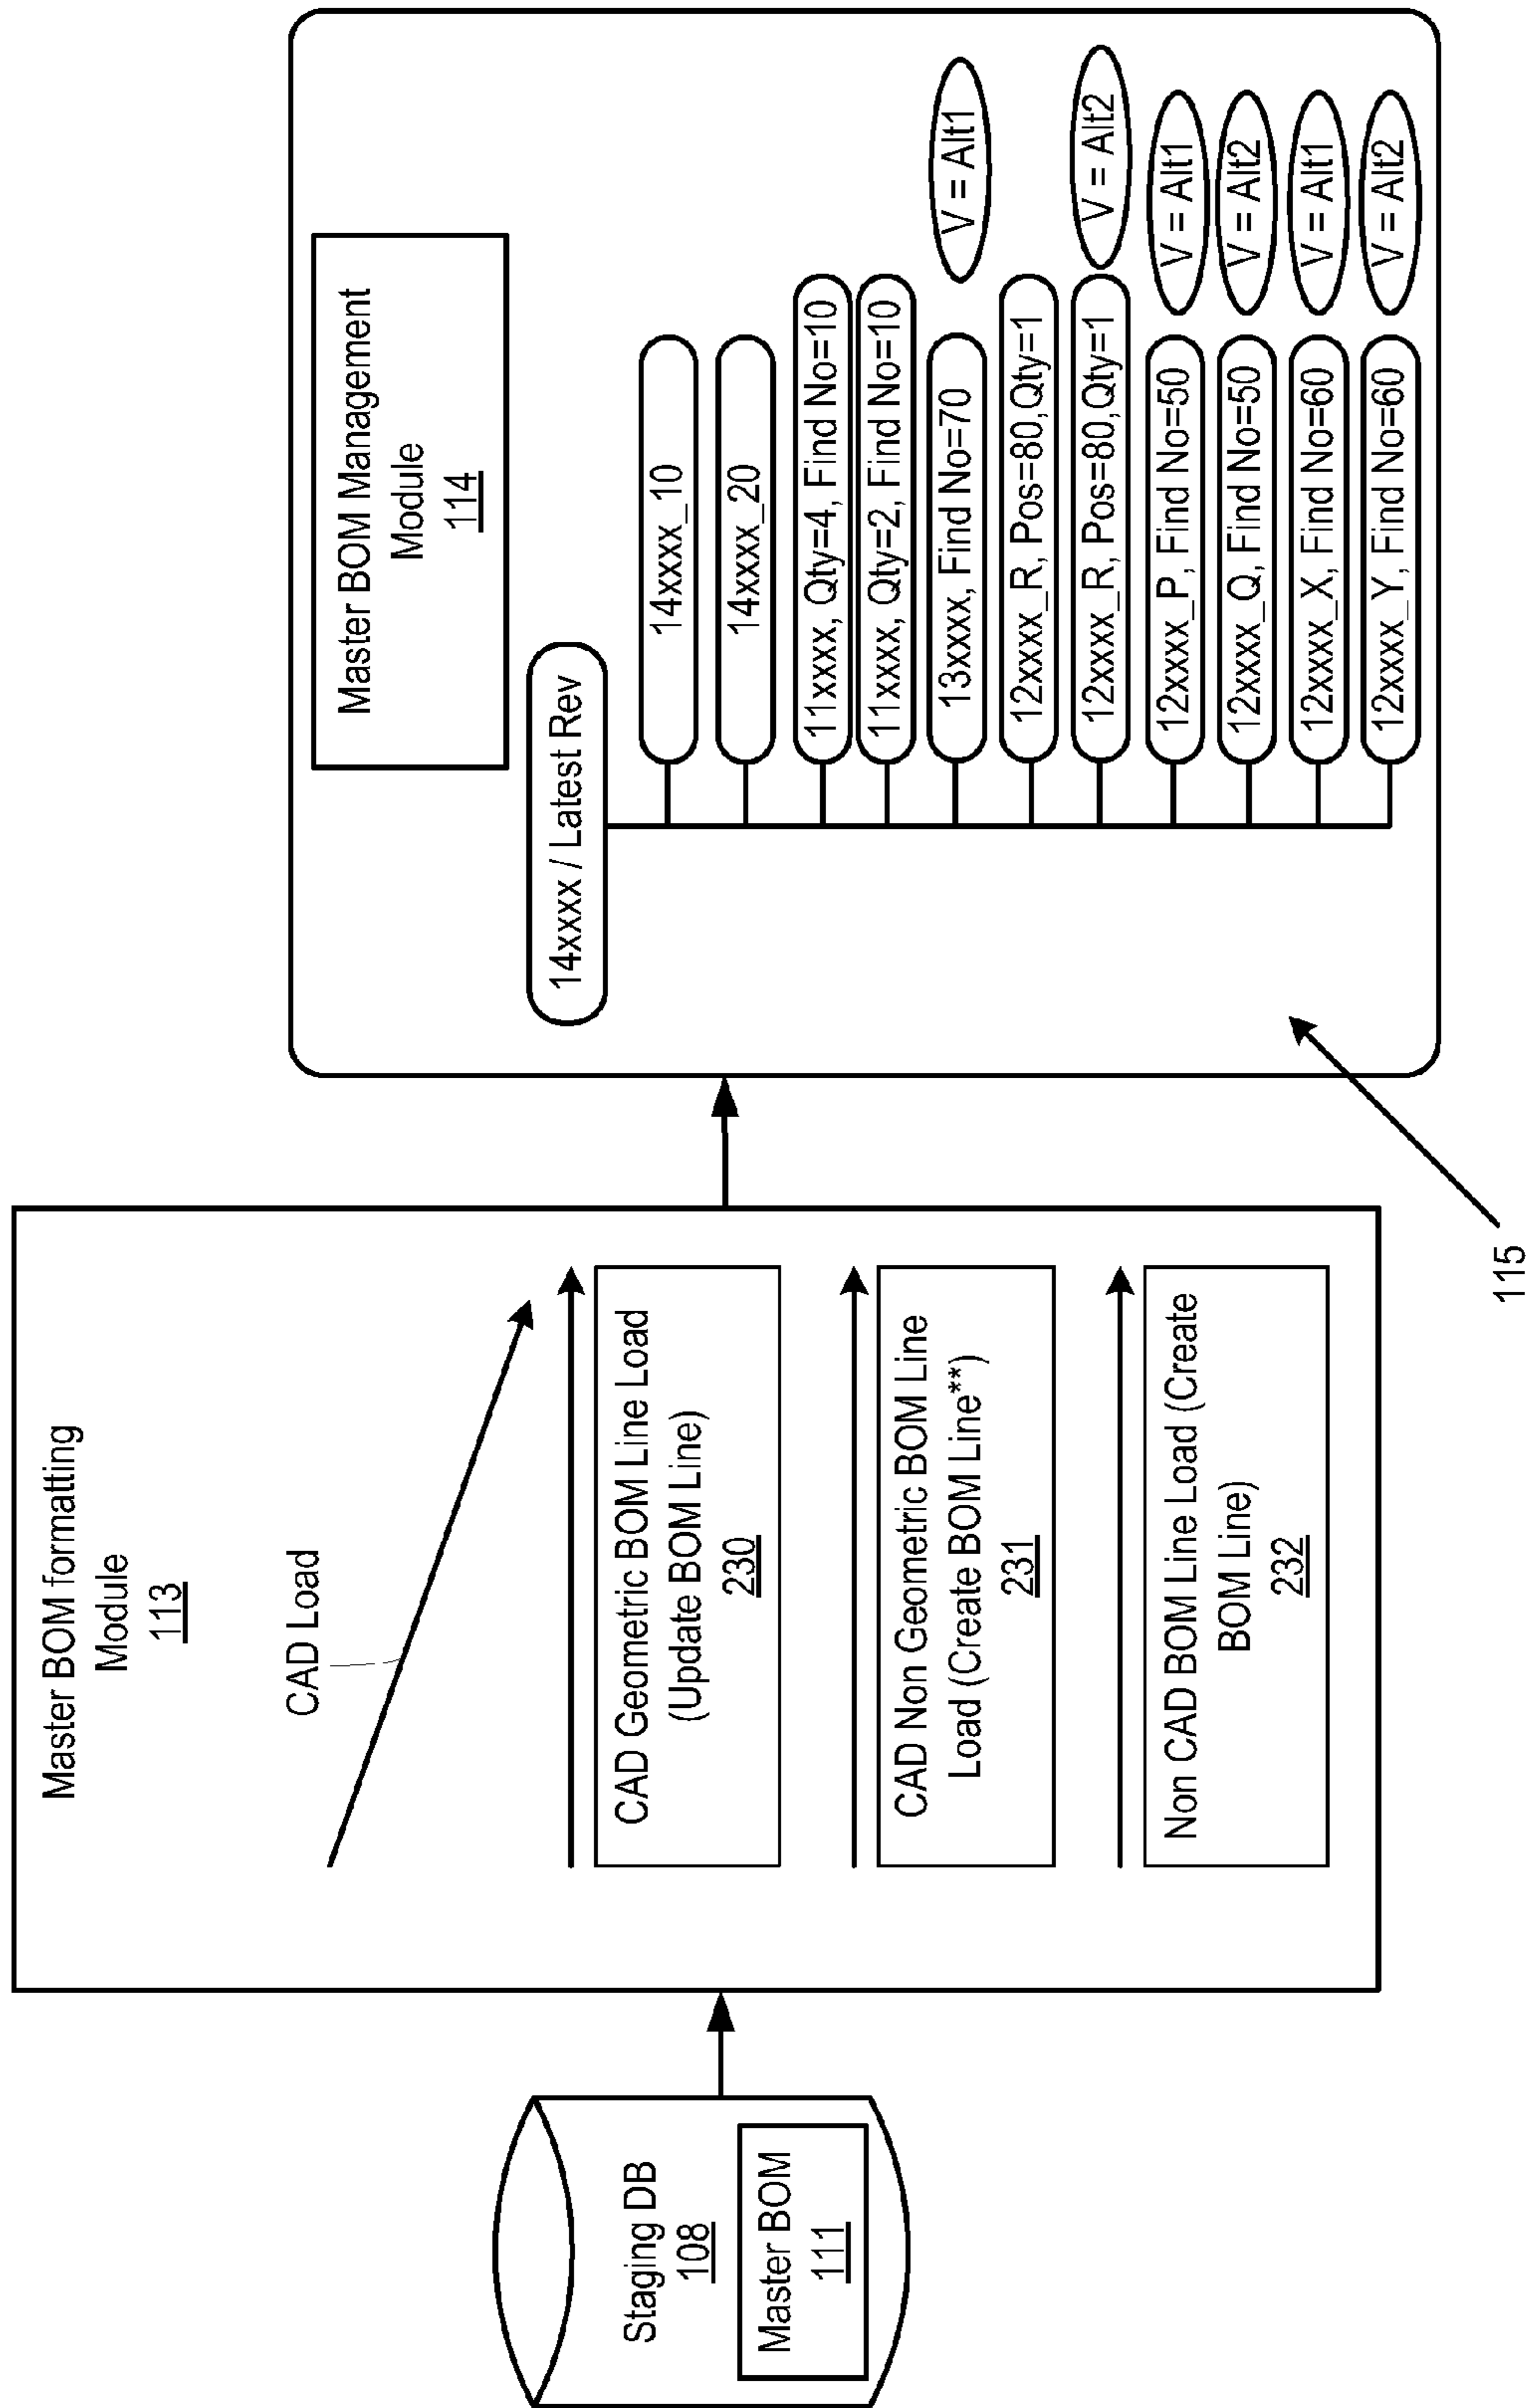 Staging DB
108
Master BOM
111
Master BOM formatting
Module
113
CAD Load
CAD Geometric BOM Line Load
(Update BOM Line)
230
CAD Non Geometric BOM Line
Load (Create BOM Line**)
231
Non CAD BOM Line Load (Create
BOM Line)
232
Master BOM Management
Module
114
14xxxx / Latest Rev
14xxxx_10
14xxxx_20
11xxxx, Qty=4, Find No=10
11xxxx, Qty=2, Find No=10
13xxxx, Find No=70
V = Alt1
12xxxx_R, Pos=80,Qty=1
12xxxx_R, Pos=80,Qty=1
V = Alt2
12xxxx_P, Find No=50
V = Alt1
12xxxx_Q, Find No=50
V = Alt2
12xxxx_X, Find No=60
V = Alt1
12xxxx_Y, Find No=60
V = Alt2
115